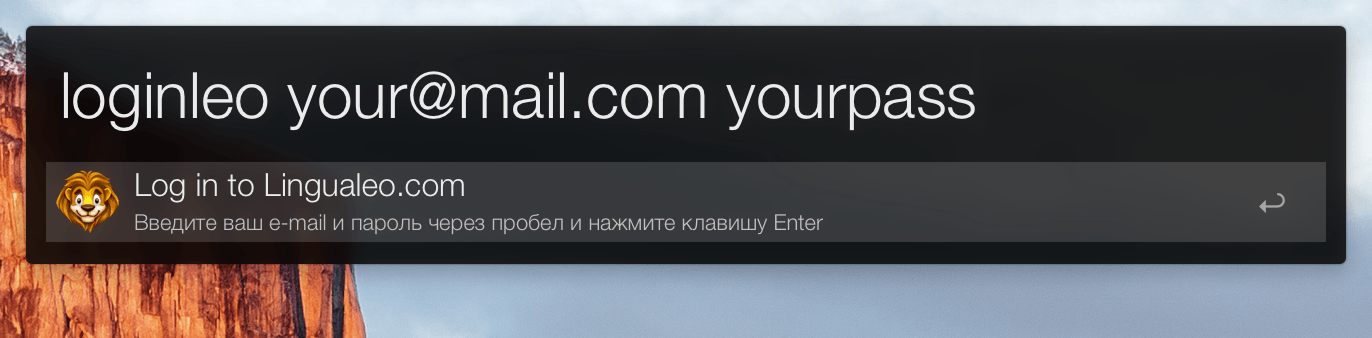 loginleo your@mail.com yourpass
Log in to Lingualeo.com
Введите ваш e-mail и пароль через пробел и нажмите клавишу Enter